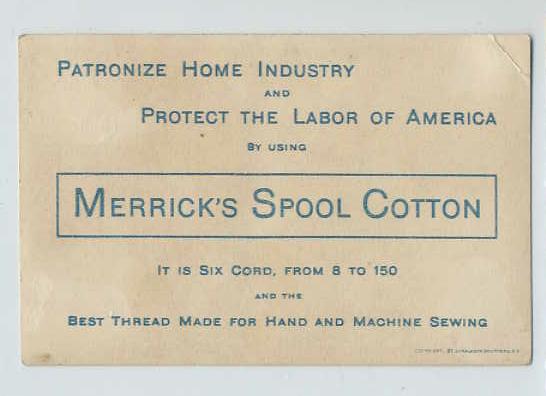 PATRONIZE HOME INDUSTRY
AND
PROTECT THE LABOR OF AMERICA
BY USING
MERRICK'S SPOOL COTTON
IT IS SIX CORD, FROM 8 TO 150
AND THE
BEST THREAD MADE FOR HAND AND MACHINE SEWING